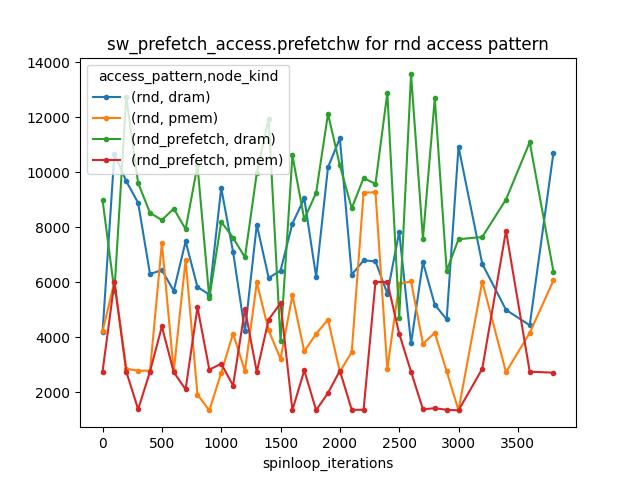 sw_prefetch_access.prefetchw for rnd access pattern
access_pattern,node_kind
(rnd, dram)
(rnd, pmem)
(rnd_prefetch, dram)
(rnd_prefetch, pmem)
14000
12000
10000
8000
6000
4000
2000
0 500 1000 1500 2000 2500 3000 3500
spinloop_iterations